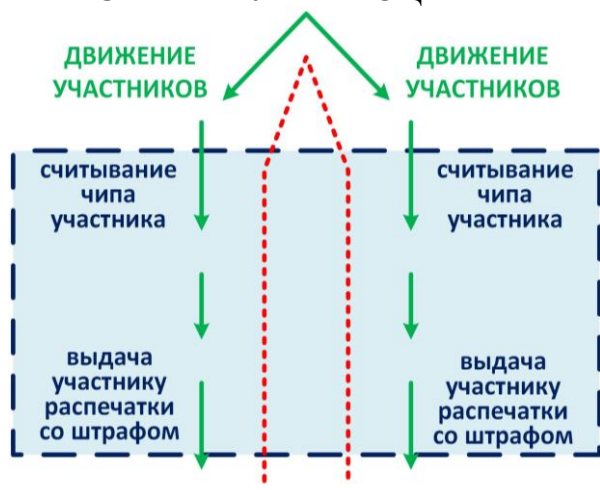 ДВИЖЕНИЕ
УЧАСТНИКОВ
ДВИЖЕНИЕ
УЧАСТНИКОВ
считывание
чипа
участника
считывание
чипа
участника
выдача
участнику
распечатки
со штрафом
выдача
участнику
распечатки
со штрафом